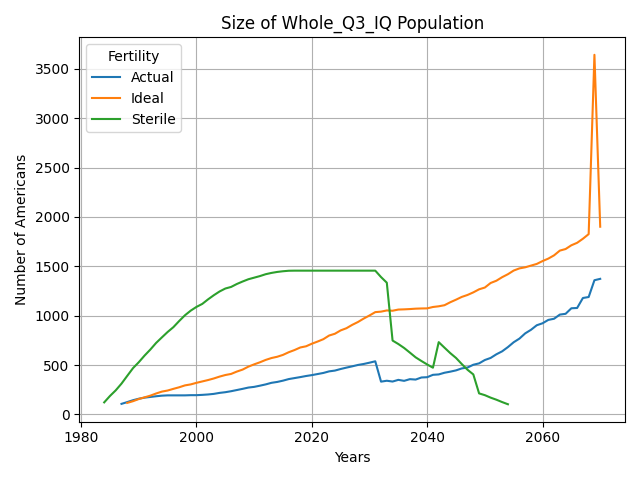 Size of Whole_Q3_IQ Population
Fertility
Actual
Ideal
Sterile
Number of Americans
3500
3000
2500
2000
1500
1000
500
0
1980
2000
2020
2040
2060
Years